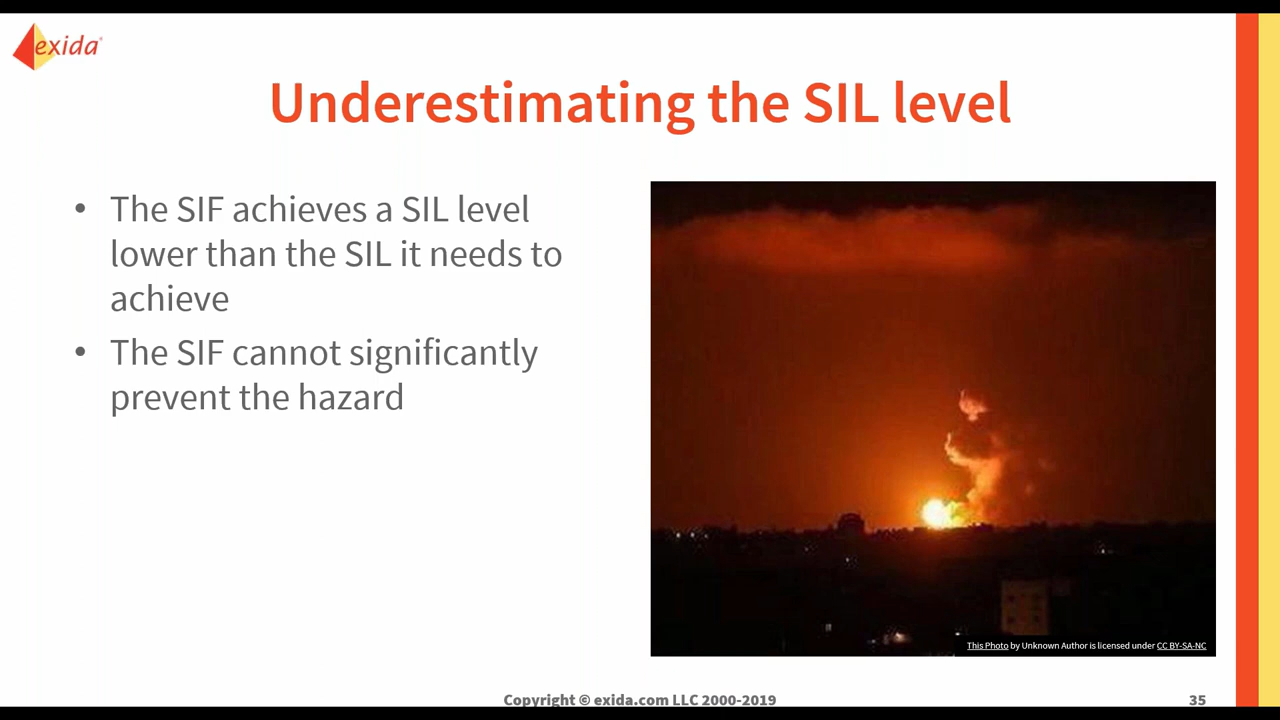 exida
Underestimating the SIL level
• The SIF achieves a SIL level
lower than the SIL it needs to
achieve
• The SIF cannot significantly
prevent the hazard
This Photo by Unknown Author is licensed under CC BY-SA-NC
Copyright © exida.com LLC 2000-2019
35